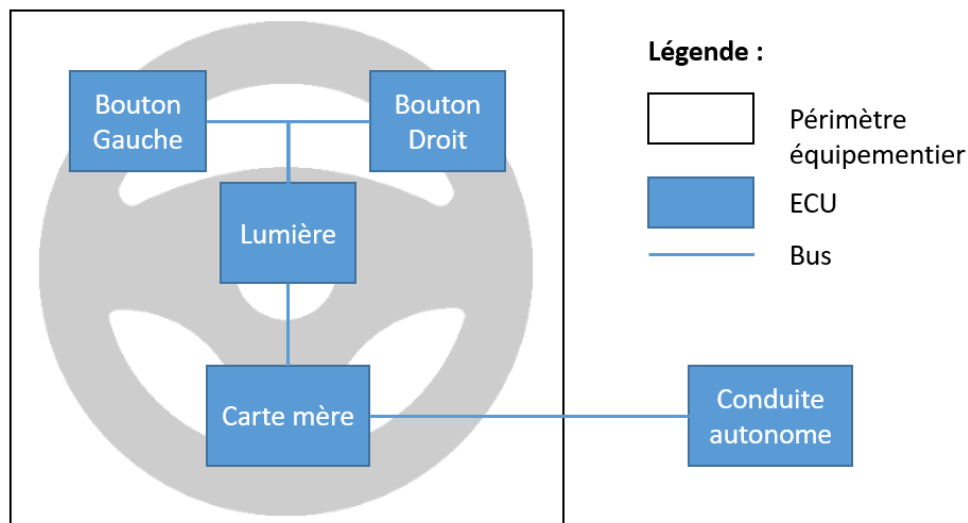 Bouton
Gauche
Bouton
Droit
Lumière
Carte mère
Conduite
autonome
Légende :
Périmètre
équipementier
ECU
Bus